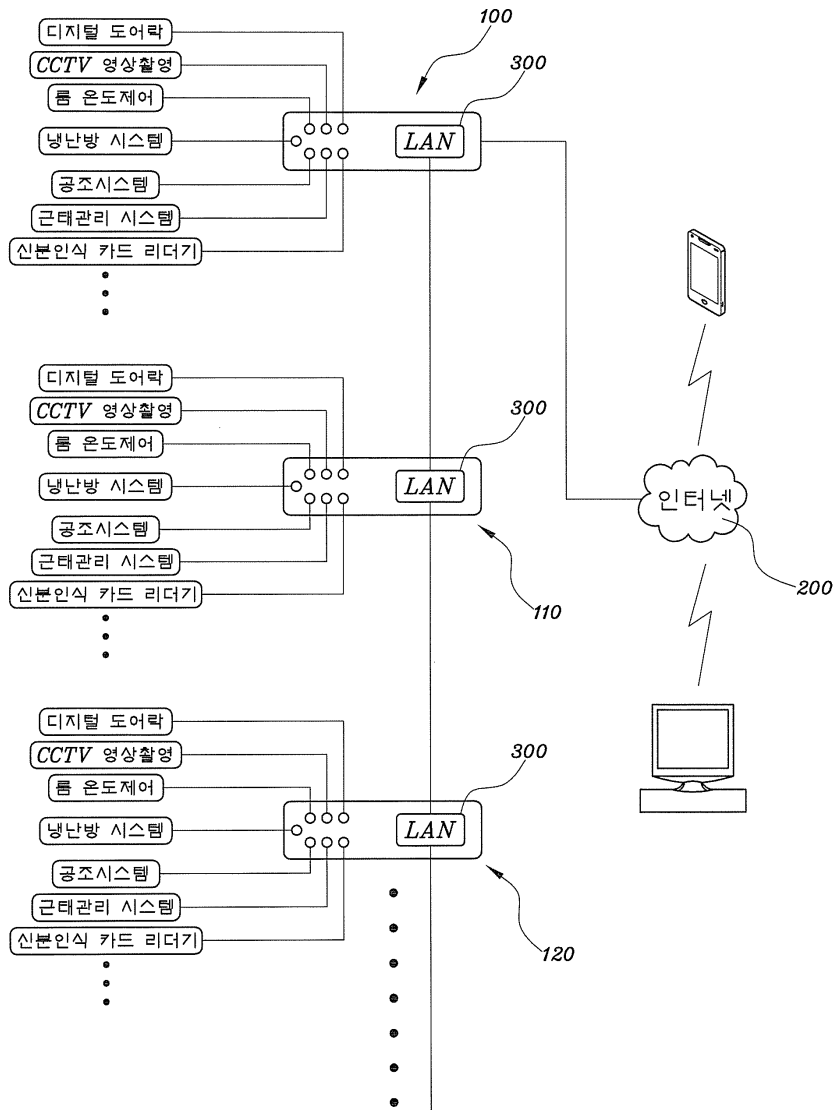 디지털 도어락
100
CCTV 영상촬영
300
룸 온도제어
냉난방 시스템
LAN
공조시스템
근태관리 시스템
신분인식 카드 리더기
디지털 도어락
CCTV 영상촬영
300
룸 온도제어
냉난방 시스템
LAN
인터넷
공조시스템
근태관리 시스템
200
신분인식 카드 리더기
110
디지털 도어락
CCTV 영상촬영
300
룸 온도제어
냉난방 시스템
LAN
공조시스템
근태관리 시스템
신분인식 카드 리더기
120